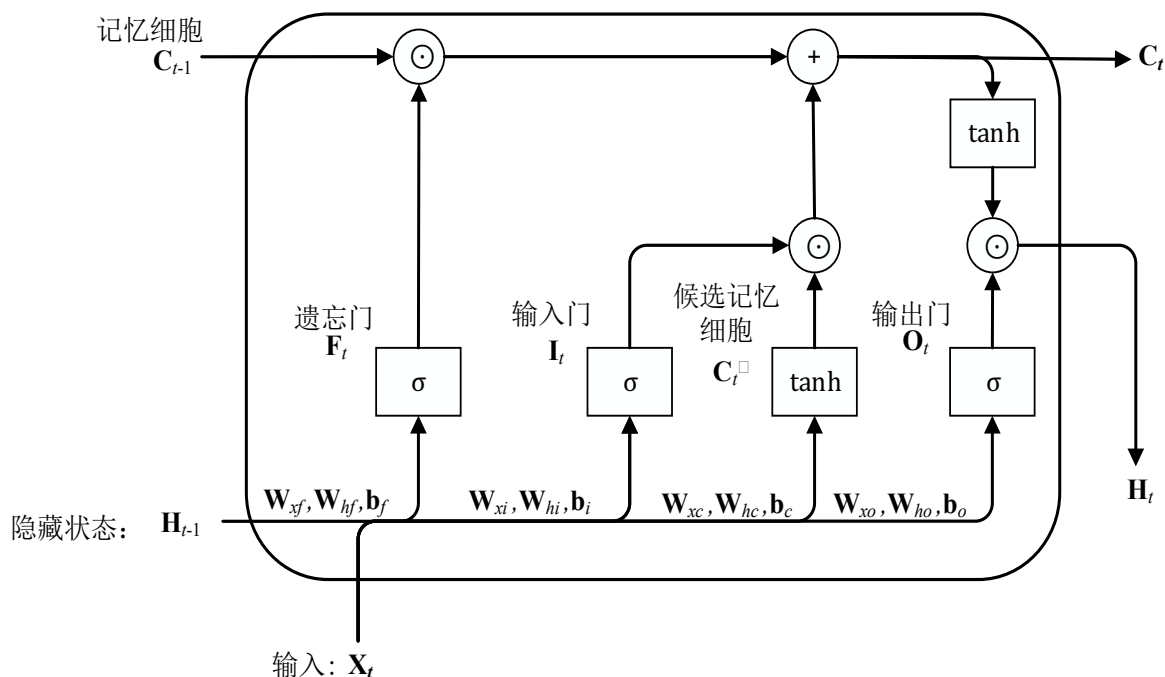 记忆细胞
C_{t-1}
⊙
+
C_t
tanh
⊙
⊙
遗忘门
F_t
输入门
I_t
候选记忆
细胞
C_t□
输出门
O_t
σ
σ
tanh
σ
W_{xf},W_{hf},b_f
W_{xi},W_{hi},b_i
W_{xc},W_{hc},b_c
W_{xo},W_{ho},b_o
H_t
隐藏状态： H_{t-1}
输入: X_t